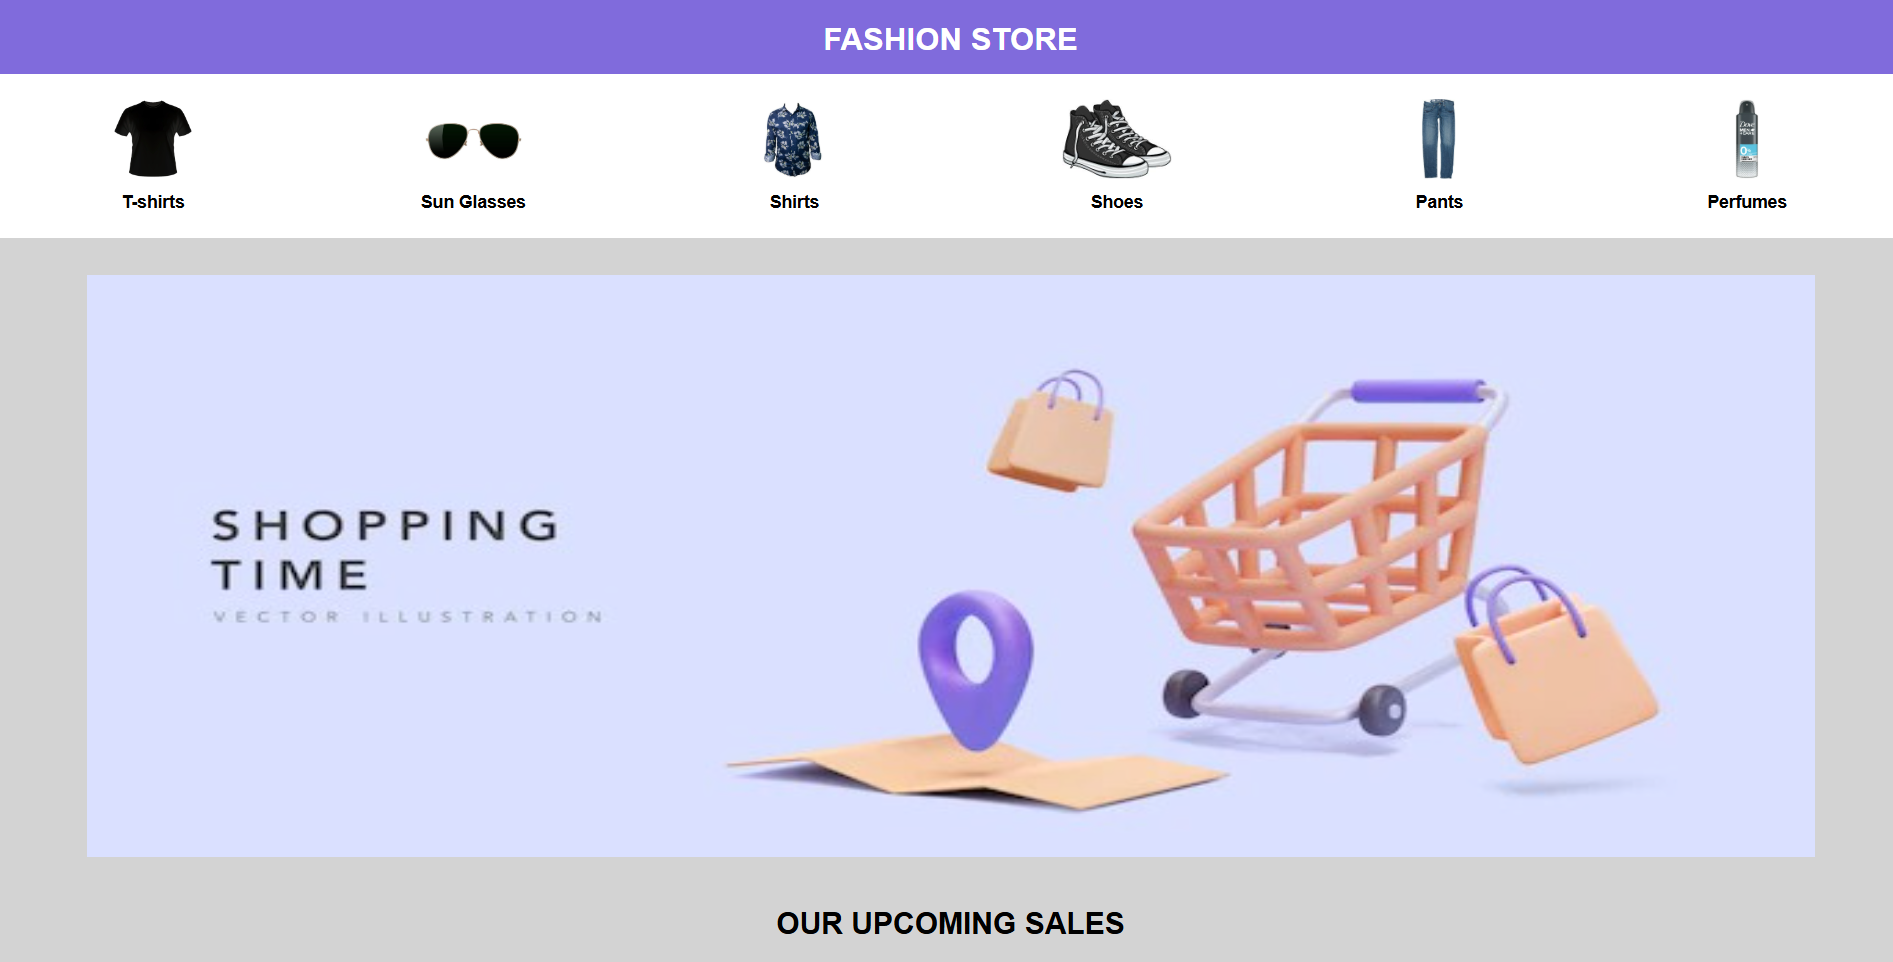 FASHION STORE
T-shirts
Sun Glasses
Shirts
Shoes
Pants
Perfumes
SHOPPING
TIME
VECTOR ILLUSTRATION
OUR UPCOMING SALES